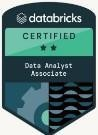 databricks
CERTIFIED
Data Analyst
Associate